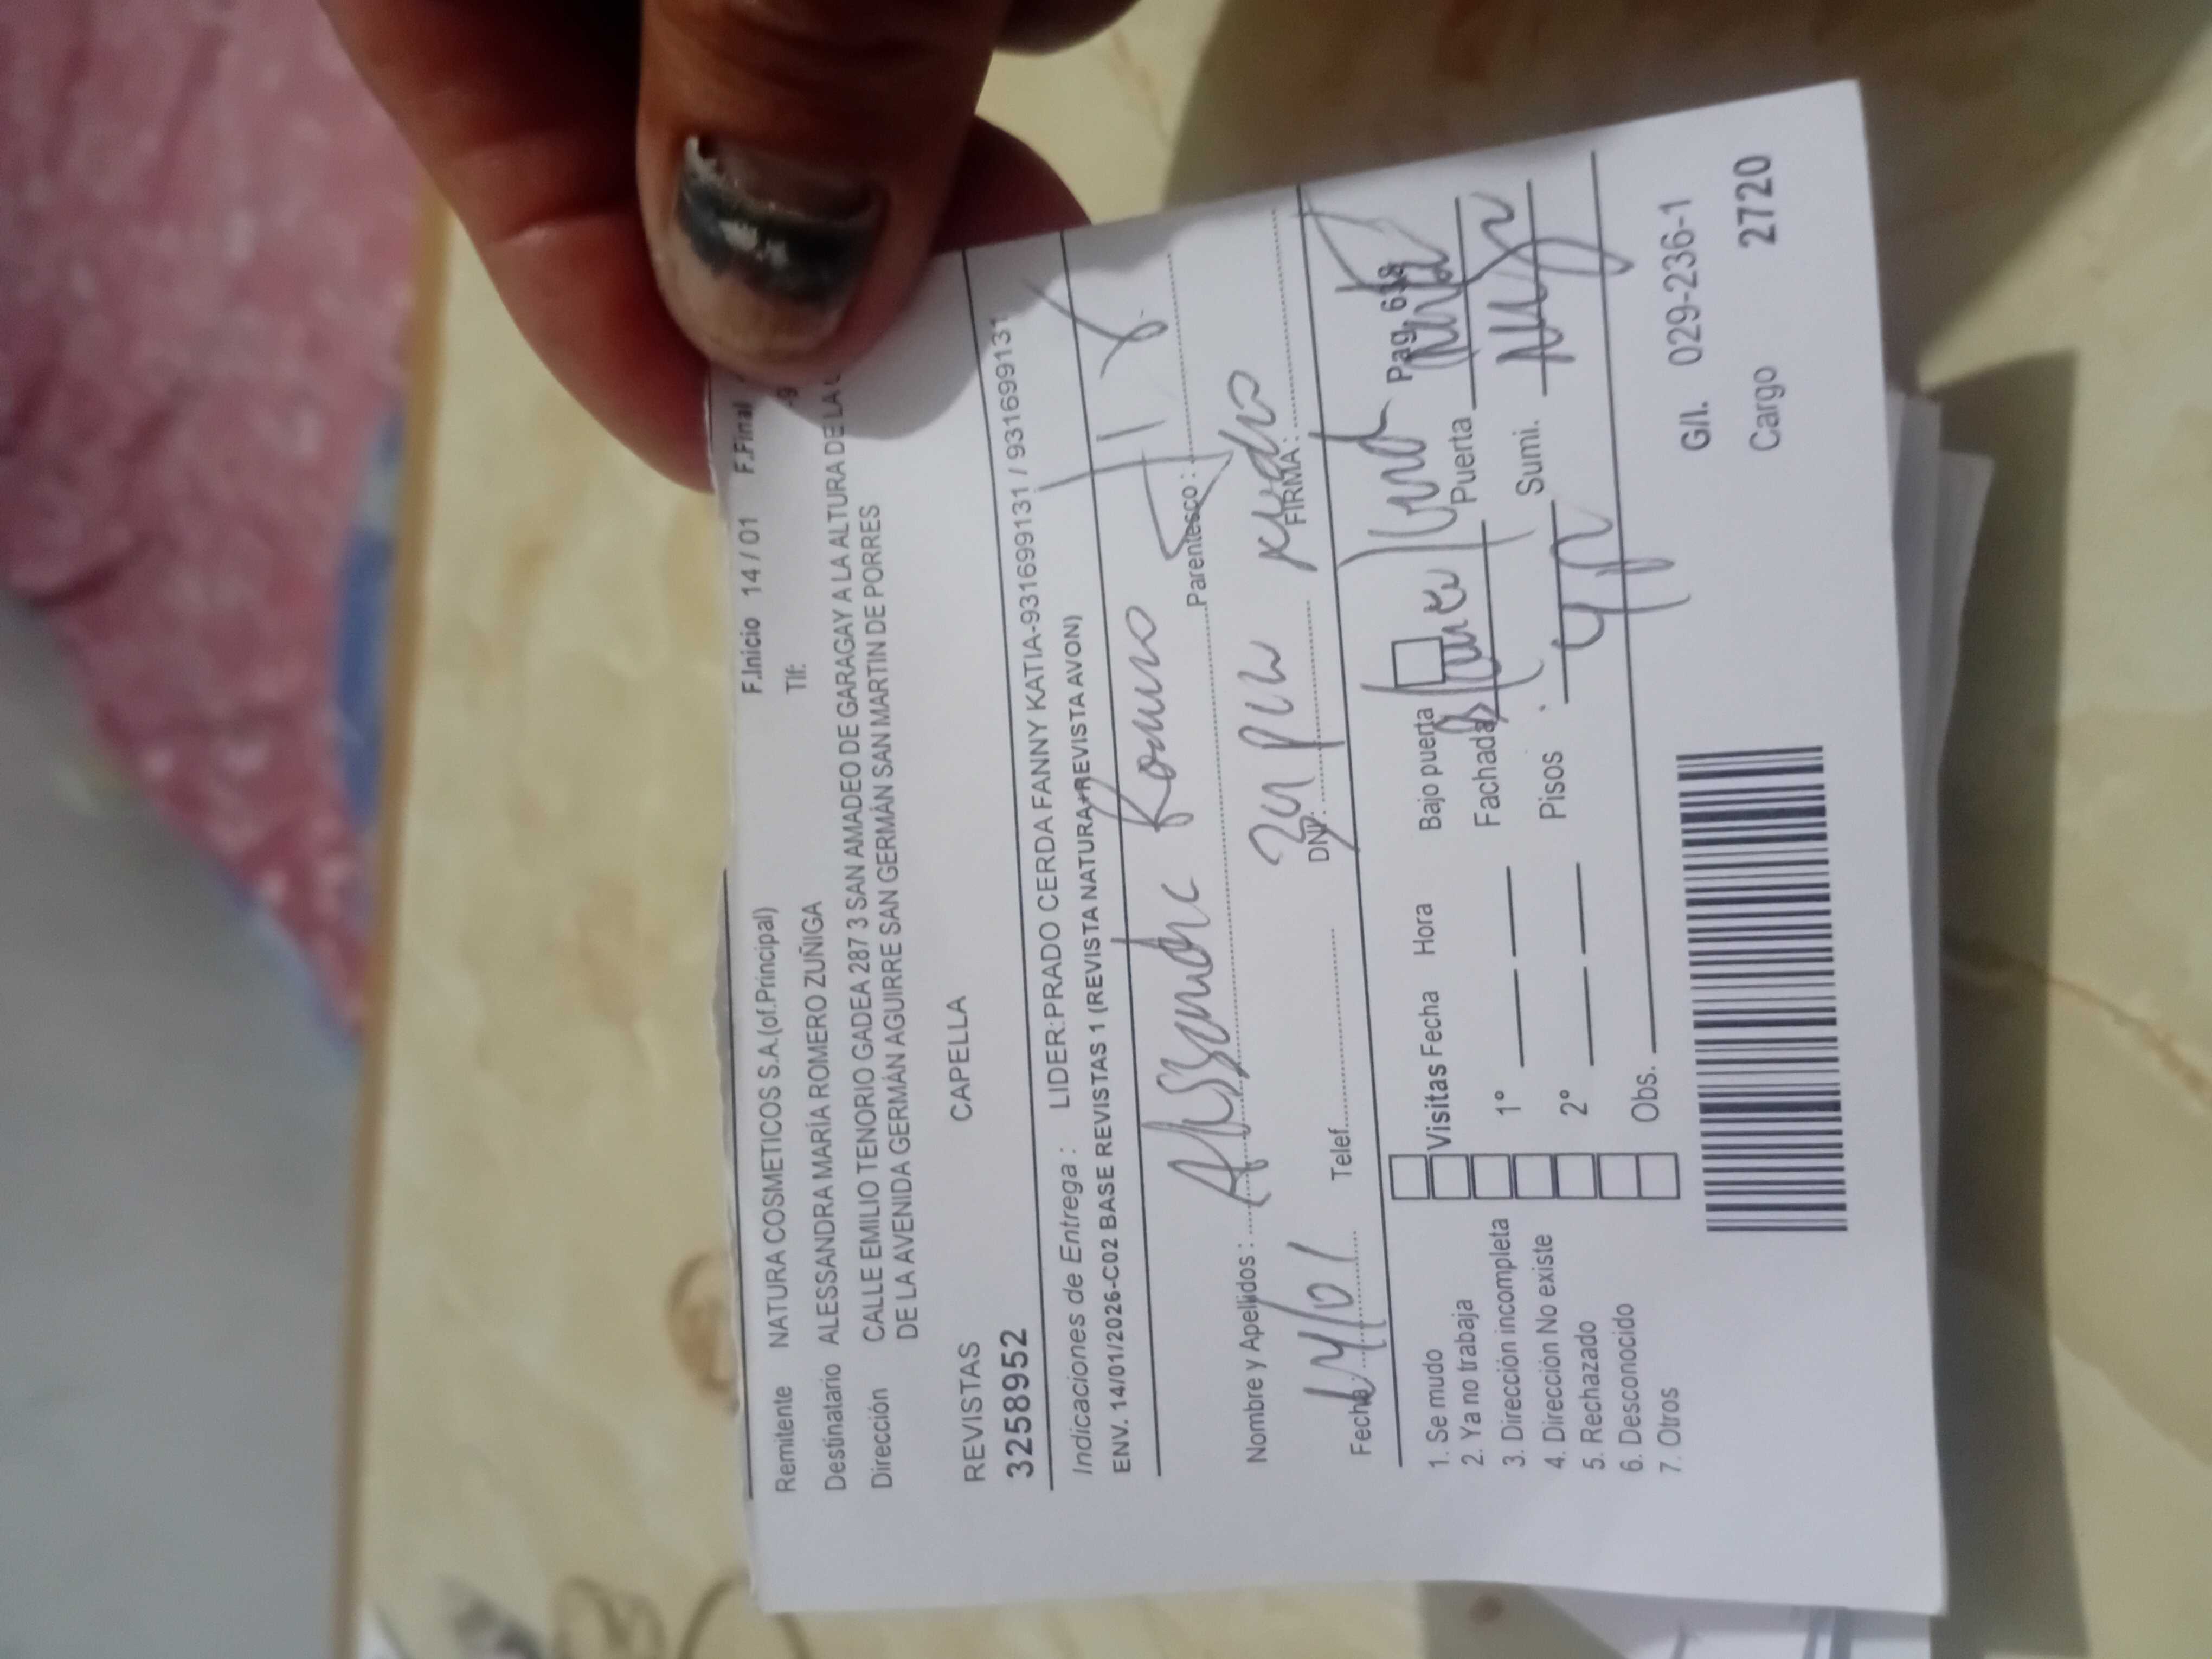 F.Inicio 14 / 01 F.Final
Remitente NATURA COSMETICOS S.A.(of.Principal) Tlf:
Destinatario ALESSANDRA MARÍA ROMERO ZUÑIGA
Dirección CALLE EMILIO TENORIO GADEA 287 3 SAN AMADEO DE GARAGAY A LA ALTURA DE LA
DE LA AVENIDA GERMÁN AGUIRRE SAN GERMÁN SAN MARTIN DE PORRES
REVISTAS CAPELLA
3258952
Indicaciones de Entrega : LIDER:PRADO CERDA FANNY KATIA-931699131 / 931699131
ENV. 14/01/2026-C02 BASE REVISTAS 1 (REVISTA NATURA+REVISTA AVON)
Nombre y Apellidos : Romero Parentesco :
Fecha: 14/01 Telef. DNI: FIRMA:
Pag. 
1. Se mudo Visitas Fecha Hora Bajo puerta
2. Ya no trabaja 1º Fachada Puerta
3. Dirección incompleta
4. Dirección No existe 2º Pisos Sumi.
5. Rechazado
6. Desconocido Obs.
7. Otros
G/I. 029-236-1
Cargo 2720